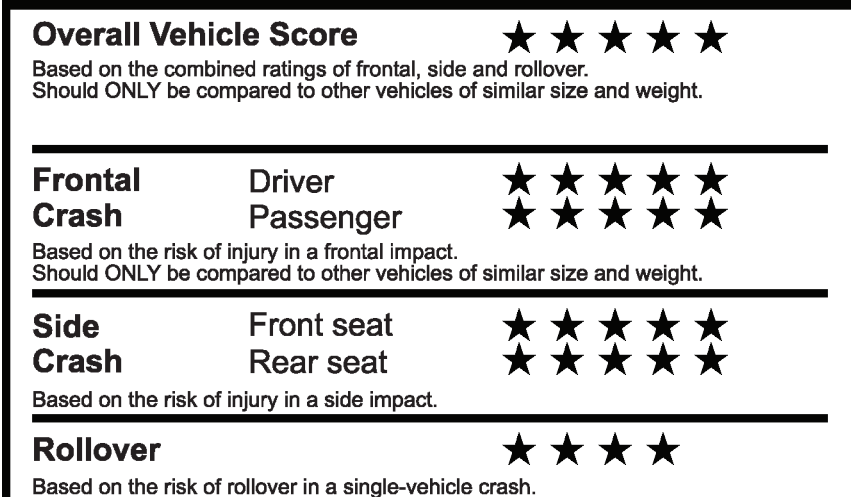 Overall Vehicle Score ★ ★ ★ ★ ★
Based on the combined ratings of frontal, side and rollover.
Should ONLY be compared to other vehicles of similar size and weight.
Frontal Driver ★ ★ ★ ★ ★
Crash Passenger ★ ★ ★ ★ ★
Based on the risk of injury in a frontal impact.
Should ONLY be compared to other vehicles of similar size and weight.
Side Front seat ★ ★ ★ ★ ★
Crash Rear seat ★ ★ ★ ★ ★
Based on the risk of injury in a side impact.
Rollover ★ ★ ★ ★
Based on the risk of rollover in a single-vehicle crash.